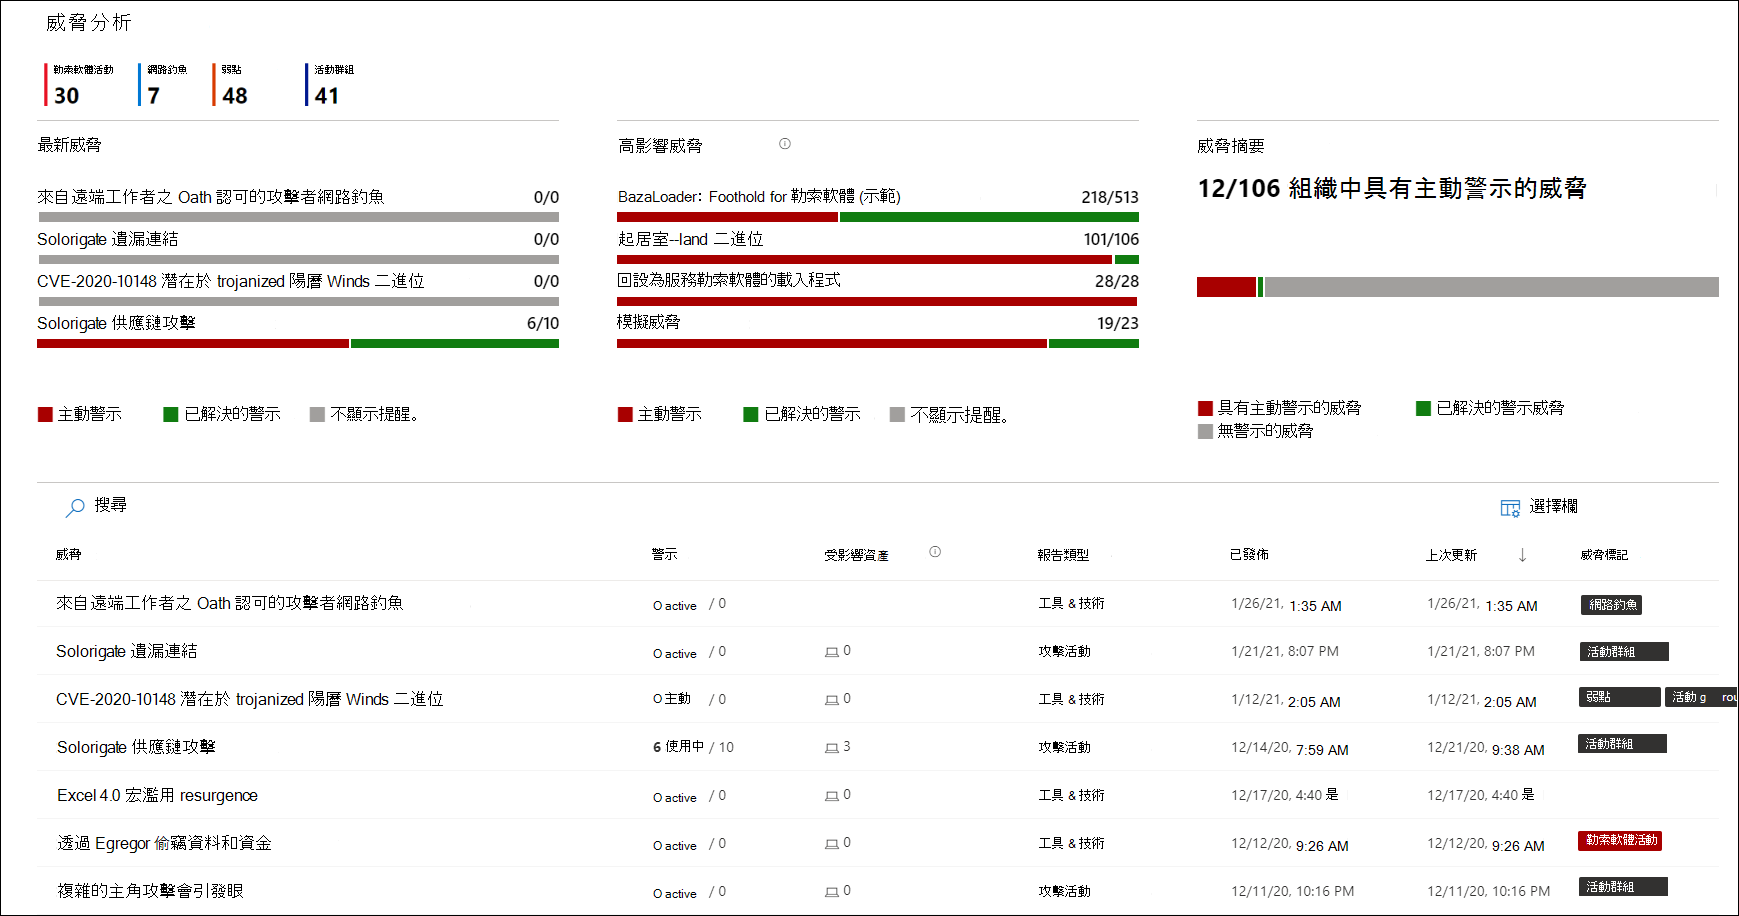 威脅分析
勒索軟體活動 網路釣魚 弱點 活動群組
30 7 48 41
最新威脅
來自遠端工作者之 Oath 認可的攻擊者網路釣魚 0/0
Solorigate 遺漏連結 0/0
CVE-2020-10148 潛在於 trojanized 陽層 Winds 二進位 0/0
Solorigate 供應鏈攻擊 6/10
主動警示 已解決的警示 不顯示提醒。
高影響威脅
BazaLoader: Foothold for 勒索軟體 (示範) 218/513
起居室--land 二進位 101/106
回設為服務勒索軟體的載入程式 28/28
模擬威脅 19/23
主動警示 已解決的警示 不顯示提醒。
威脅摘要
12/106 組織中具有主動警示的威脅
具有主動警示的威脅 已解決的警示威脅
無警示的威脅
搜尋 選擇欄
威脅 警示 受影響資產 報告類型 已發佈 上次更新 威脅標記
來自遠端工作者之 Oath 認可的攻擊者網路釣魚 O active / 0 工具 & 技術 1/26/21, 1:35 AM 1/26/21, 1:35 AM 網路釣魚
Solorigate 遺漏連結 O active / 0 0 攻擊活動 1/21/21, 8:07 PM 1/21/21, 8:07 PM 活動群組
CVE-2020-10148 潛在於 trojanized 陽層 Winds 二進位 O 主動 / 0 0 工具 & 技術 1/12/21, 2:05 AM 1/12/21, 2:05 AM 弱點 活動 g rou
Solorigate 供應鏈攻擊 6 使用中 / 10 3 攻擊活動 12/14/20, 7:59 AM 12/21/20, 9:38 AM 活動群組
Excel 4.0 宏濫用 resurgence O active / 0 0 工具 & 技術 12/17/20, 4:40 是 12/17/20, 4:40 是
透過 Egregor 偷竊資料和資金 O active / 0 0 工具 & 技術 12/12/20, 9:26 AM 12/12/20, 9:26 AM 勒索軟體活動
複雜的主角攻擊會引發眼 O active / 0 0 攻擊活動 12/11/20, 10:16 PM 12/11/20, 10:16 PM 活動群組